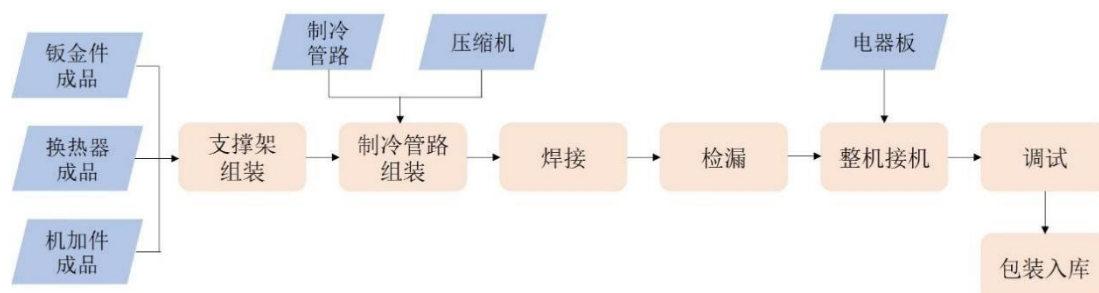 钣金件
成品
换热器
成品
机加件
成品
制冷
管路
压缩机
电器板
支撑架
组装
制冷管路
组装
焊接
检漏
整机接机
调试
包装入库